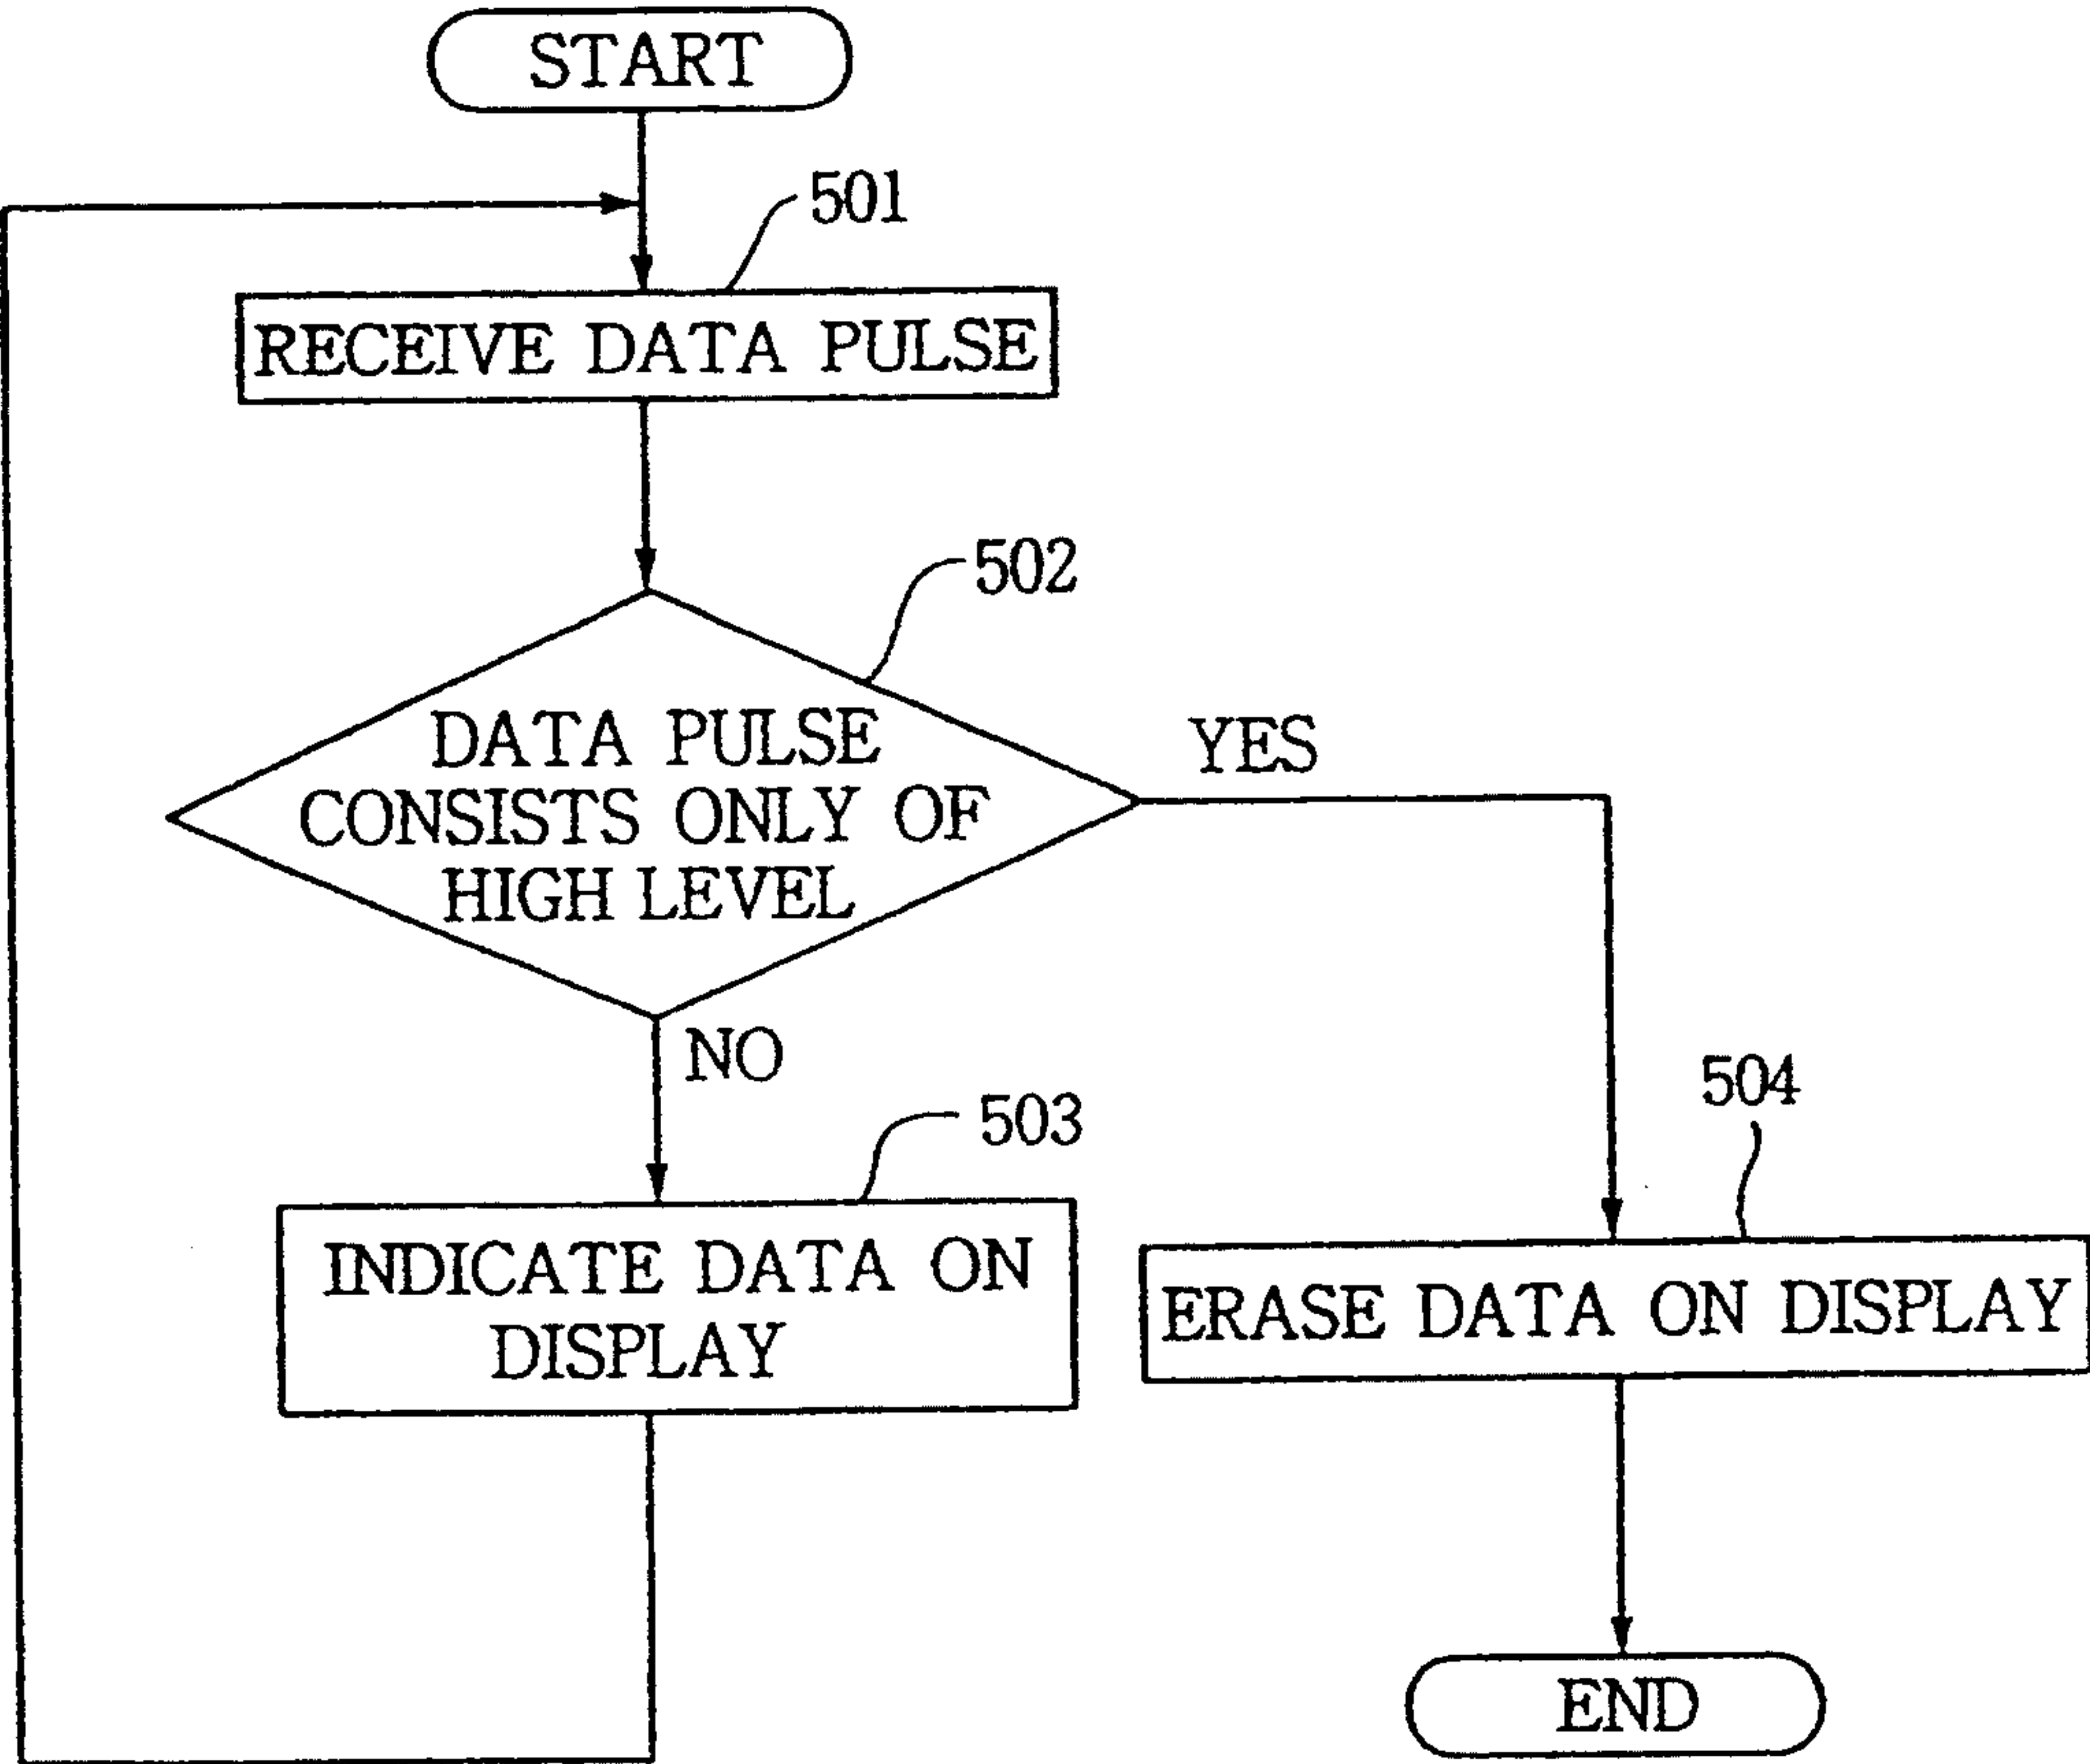 START
501
RECEIVE DATA PULSE
502
DATA PULSE
CONSISTS ONLY OF
HIGH LEVEL
YES
NO
503
INDICATE DATA ON
DISPLAY
504
ERASE DATA ON DISPLAY
END